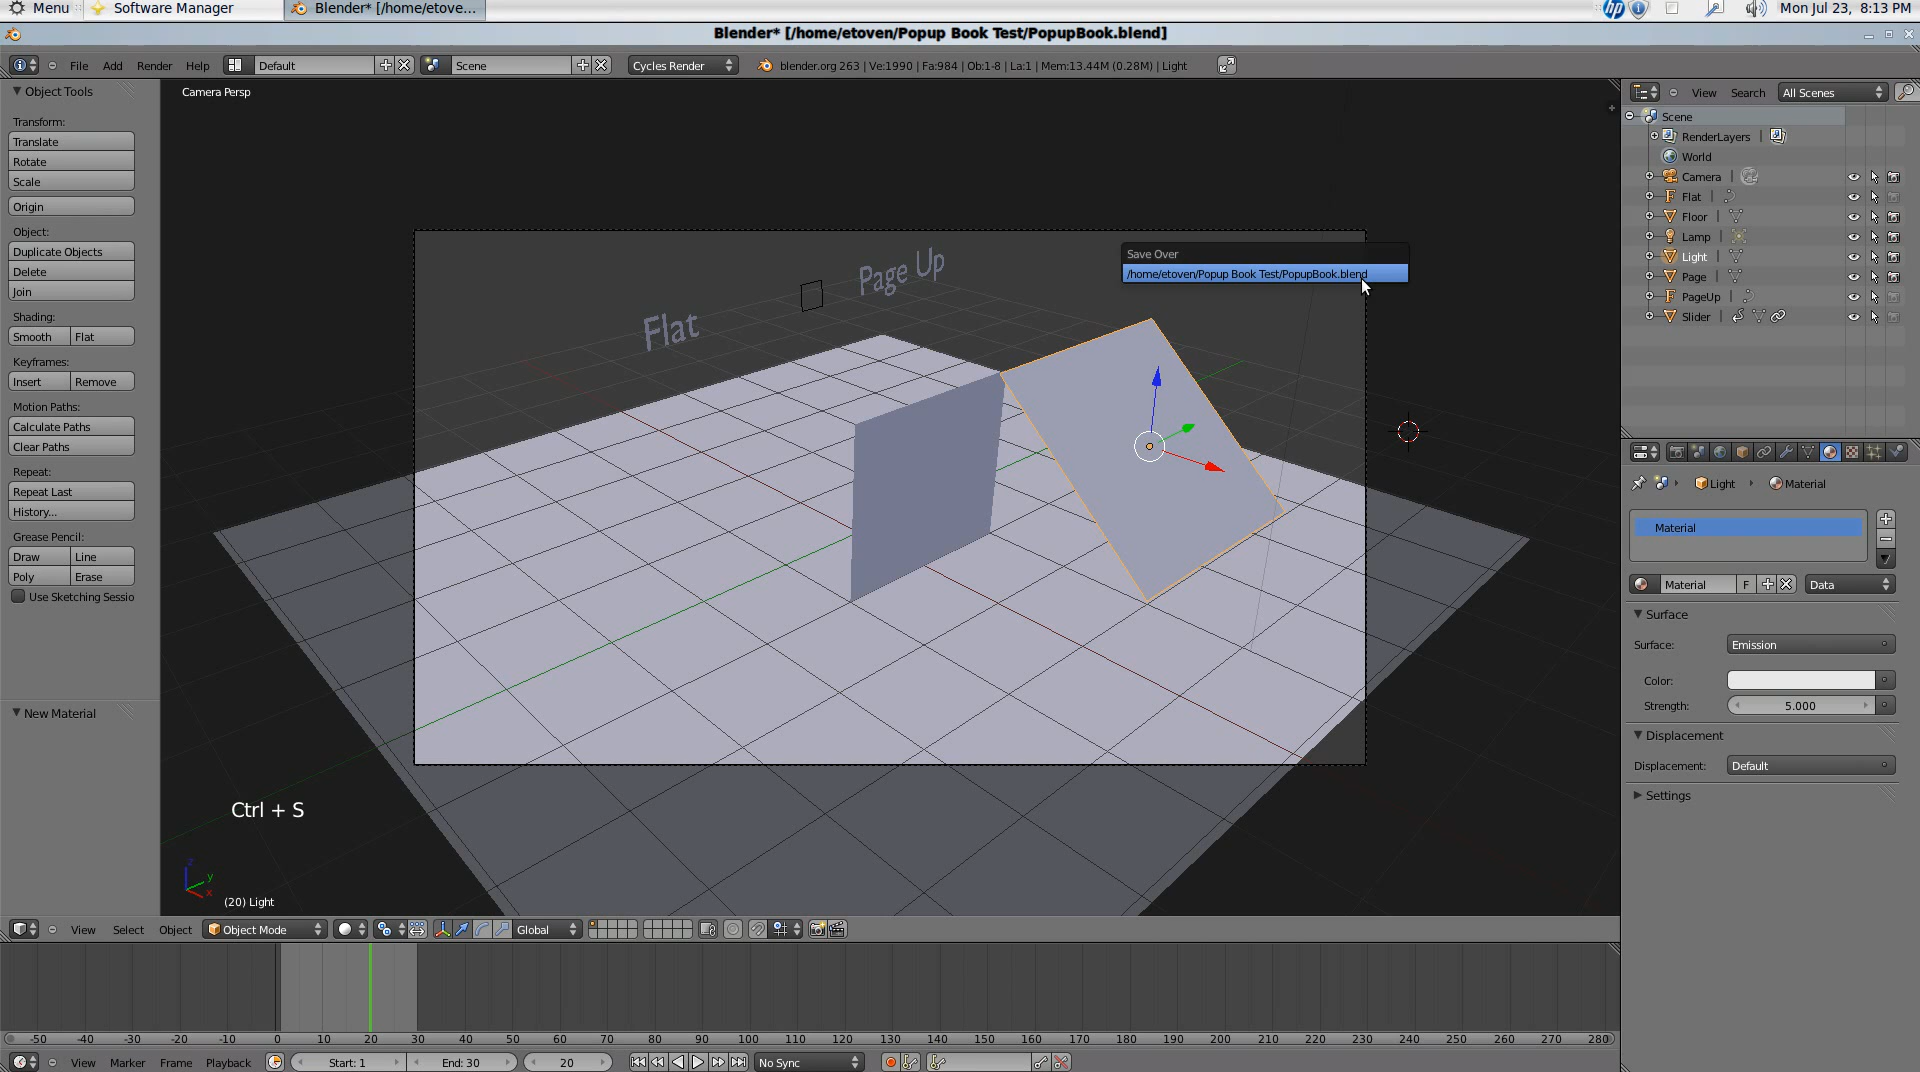 Menu Software Manager Blender* [/home/etove... Mon Jul 23, 8:13 PM
Blender* [/home/etoven/Popup Book Test/PopupBook.blend]
File Add Render Help Default Scene Cycles Render blender.org 263 | Ve:1990 | Fa:984 | Ob:1-8 | La:1 | Mem:13.44M (0.28M) | Light
Object Tools
Transform:
Translate
Rotate
Scale
Origin
Object:
Duplicate Objects
Delete
Join
Shading:
Smooth Flat
Keyframes:
Insert Remove
Motion Paths:
Calculate Paths
Clear Paths
Repeat:
Repeat Last
History...
Grease Pencil:
Draw Line
Poly Erase
Use Sketching Sessio
New Material
Camera Persp
Page Up
Flat
Save Over
/home/etoven/Popup Book Test/PopupBook.blend
Ctrl + S
z
y
x
(20) Light
View Search All Scenes
Scene
RenderLayers |
World
Camera |
Flat |
Floor |
Lamp |
Light |
Page |
PageUp |
Slider |
Light Material
Material
Material F Data
Surface
Surface: Emission
Color:
Strength: 5.000
Displacement
Displacement: Default
Settings
View Select Object Object Mode Global
-50 -40 -30 -20 -10 0 10 20 30 40 50 60 70 80 90 100 110 120 130 140 150 160 170 180 190 200 210 220 230 240 250 260 270 280
View Marker Frame Playback Start: 1 End: 30 20 No Sync